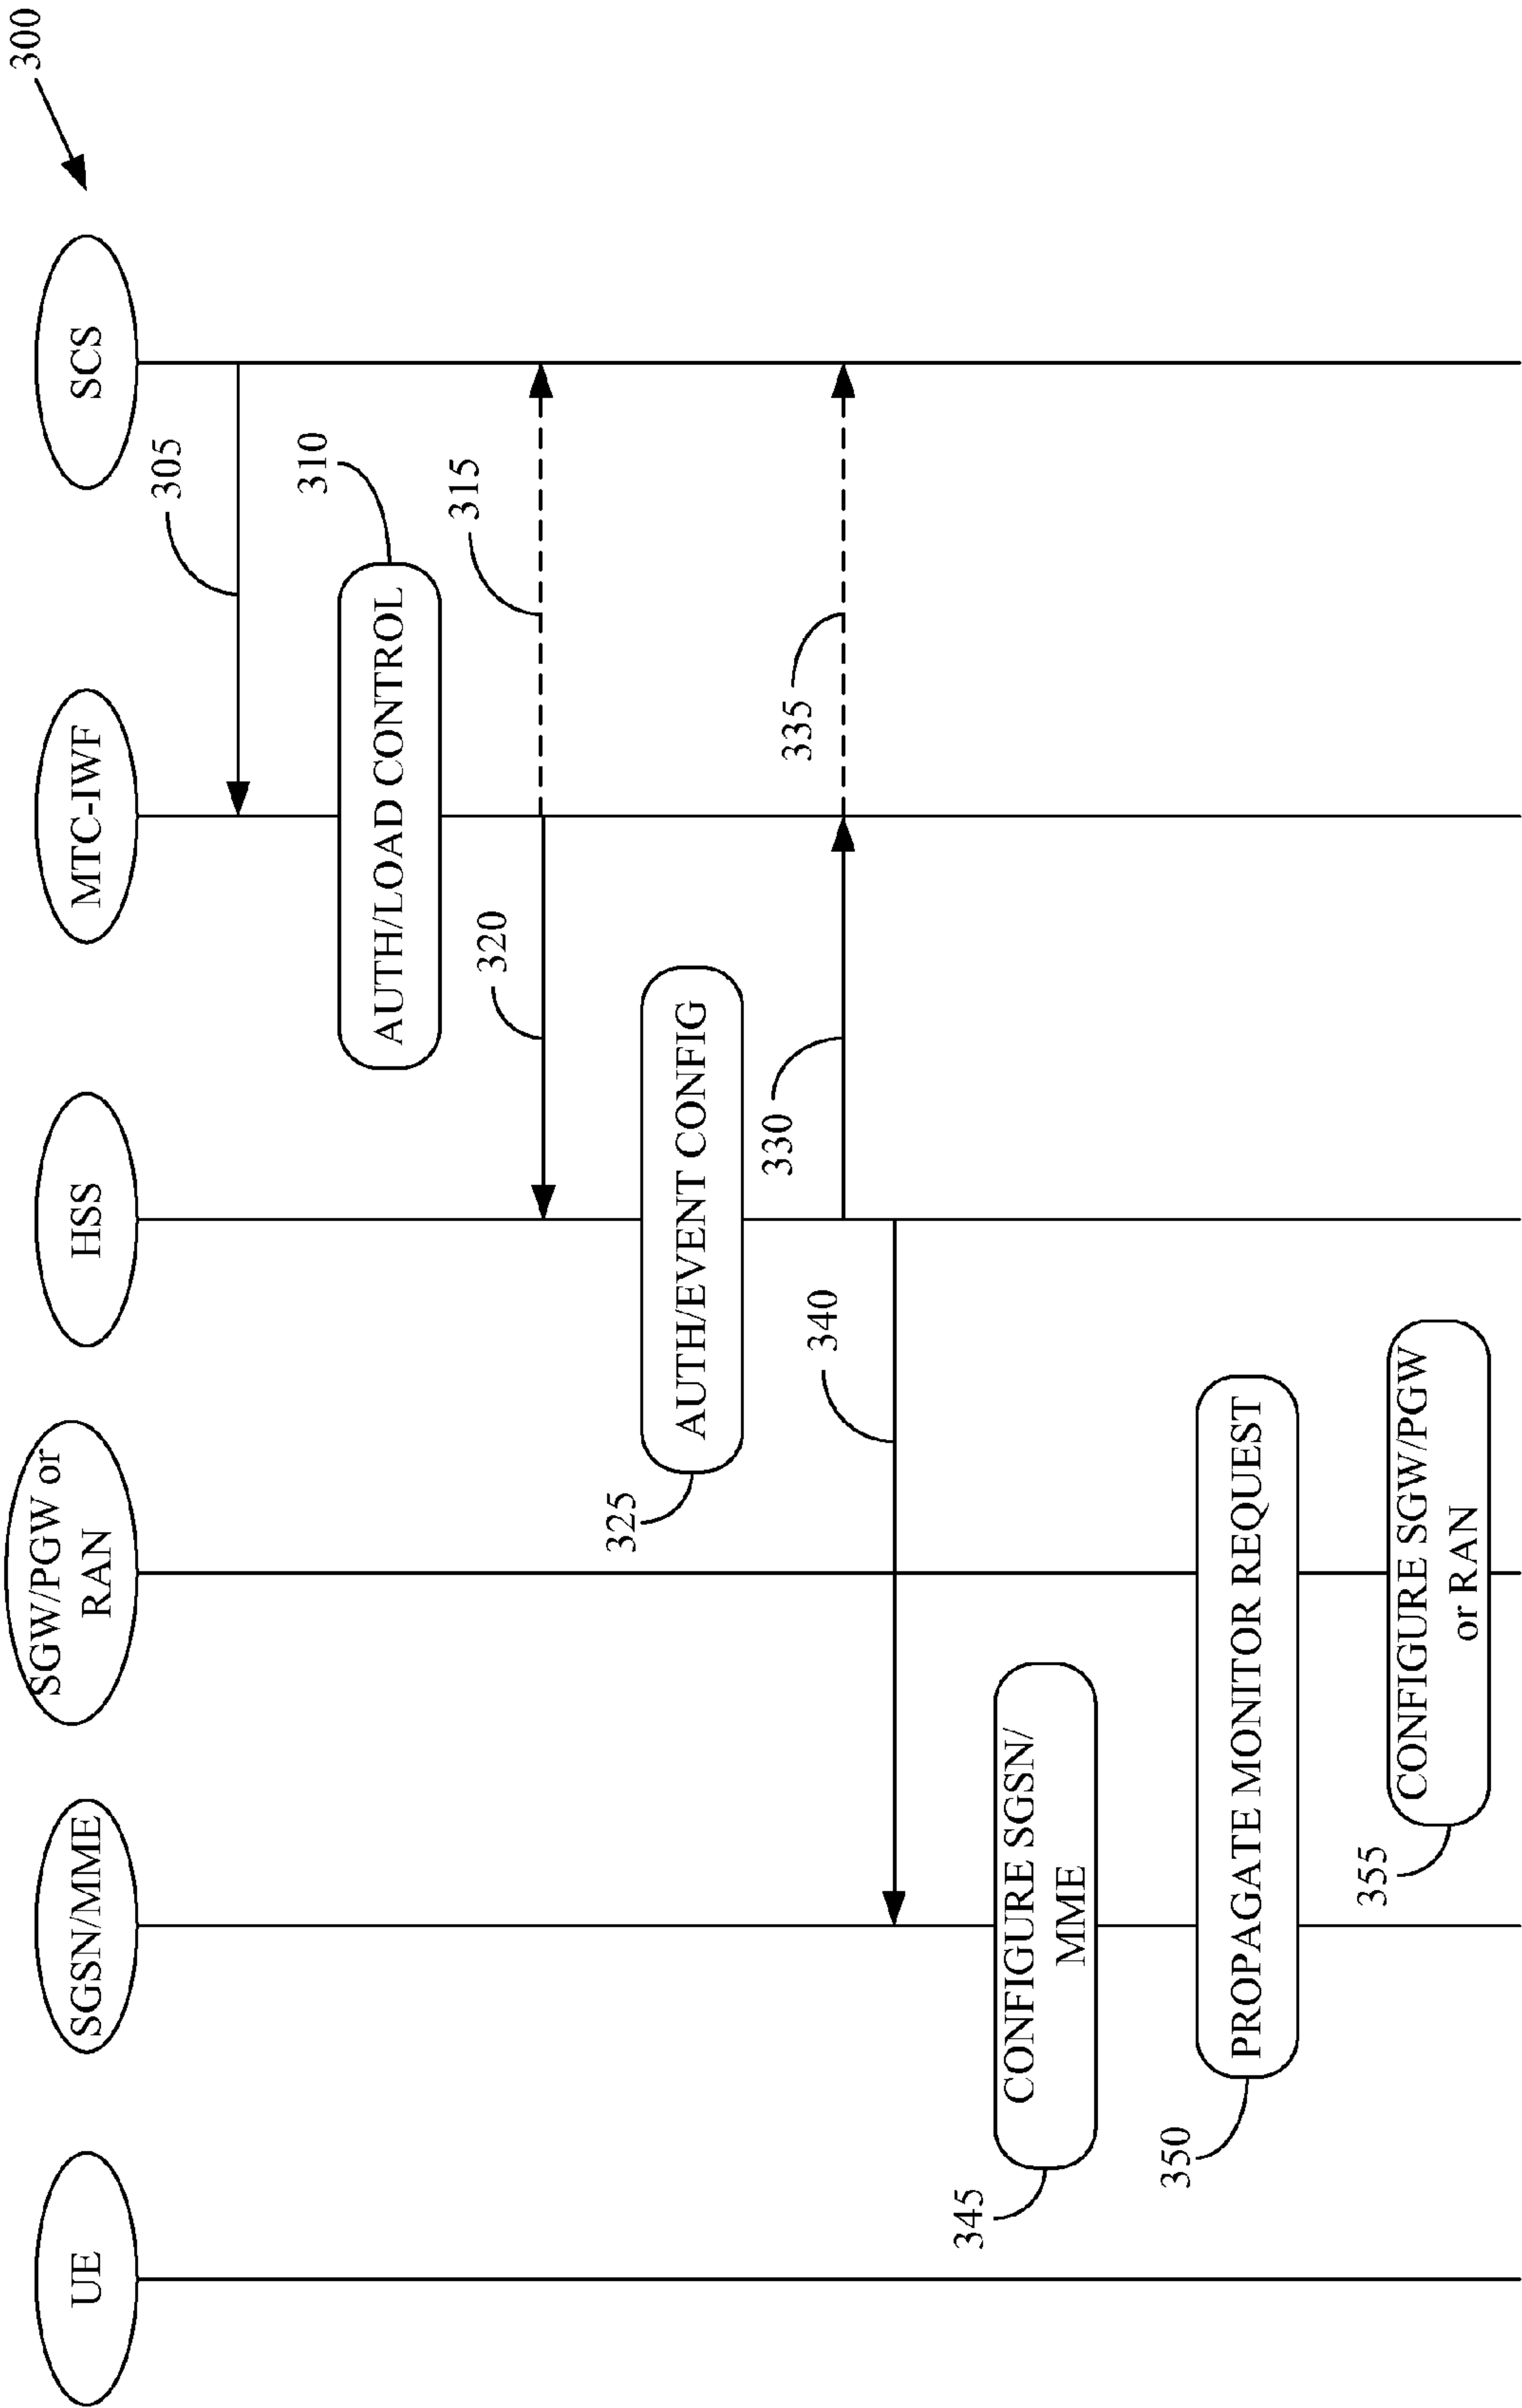 300
UE
SGSN/MME
SGW/PGW or
RAN
HSS
MTC-IWF
SCS
305
310
AUTH/LOAD CONTROL
315
320
325
AUTH/EVENT CONFIG
330
335
340
345
CONFIGURE SGSN/
MME
350
PROPAGATE MONITOR REQUEST
355
CONFIGURE SGW/PGW
or RAN